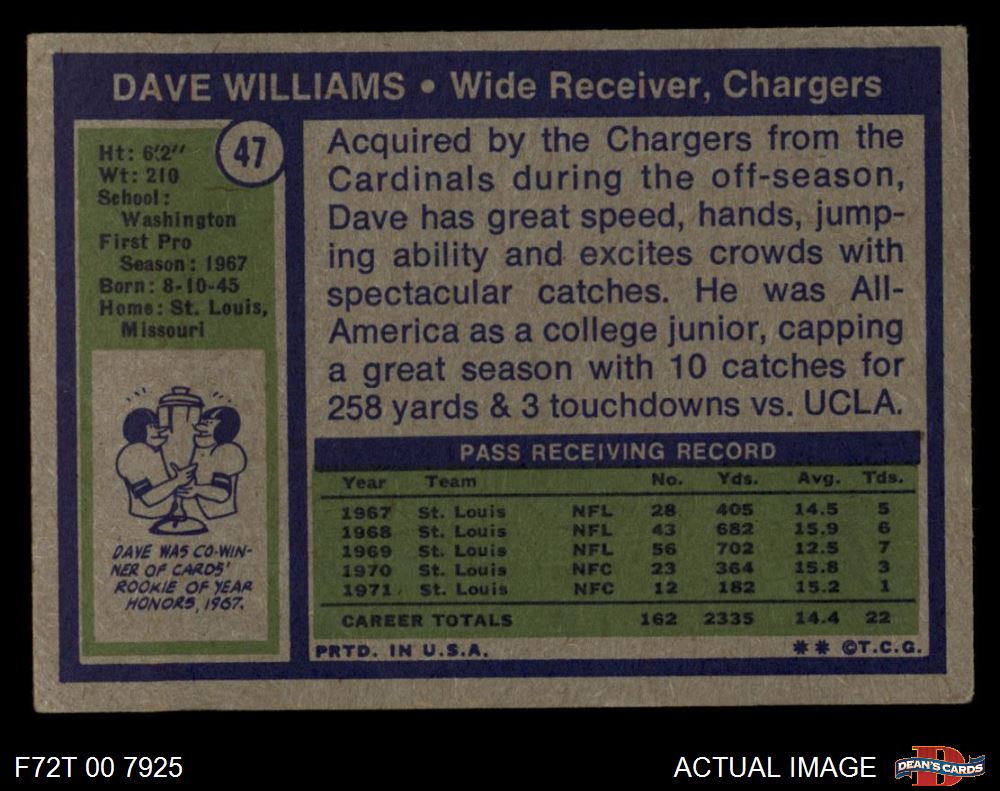 DAVE WILLIAMS • Wide Receiver, Chargers
47
Ht: 6'2"
Wt: 210
School:
Washington
First Pro
Season: 1967
Born: 8-10-45
Home: St. Louis,
Missouri
DAVE WAS CO-WIN-
NER OF CARDS'
ROOKIE OF YEAR
HONORS, 1967.
Acquired by the Chargers from the
Cardinals during the off-season,
Dave has great speed, hands, jump-
ing ability and excites crowds with
spectacular catches. He was All-
America as a college junior, capping
a great season with 10 catches for
258 yards & 3 touchdowns vs. UCLA.
PASS RECEIVING RECORD
Year Team No. Yds. Avg. Tds.
1967 St. Louis NFL 28 405 14.5 5
1968 St. Louis NFL 43 682 15.9 6
1969 St. Louis NFL 56 702 12.5 7
1970 St. Louis NFC 23 364 15.8 3
1971 St. Louis NFC 12 182 15.2 1
CAREER TOTALS 162 2335 14.4 22
PRTD. IN U.S.A. ** ©T.C.G.
F72T 00 7925 ACTUAL IMAGE
D
DEAN'S CARDS